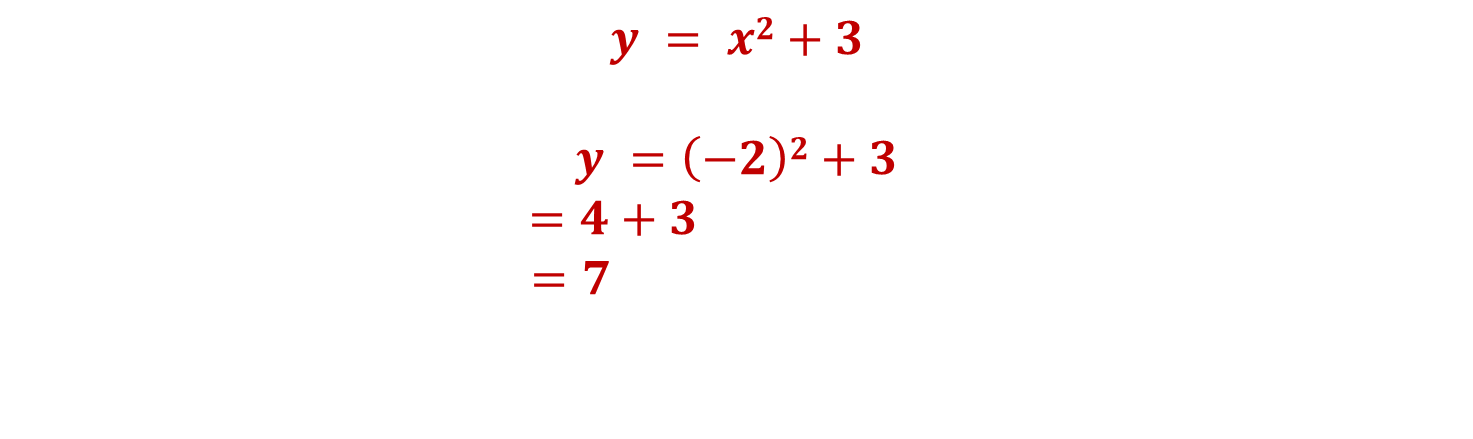 y = x² + 3
y = (−2)² + 3
= 4 + 3
= 7